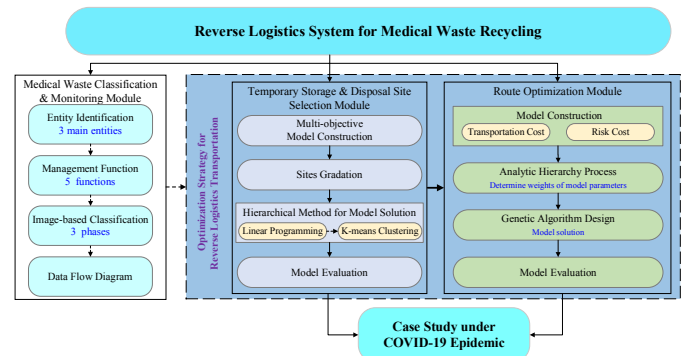 Reverse Logistics System for Medical Waste Recycling
Medical Waste Classification
& Monitoring Module
Entity Identification
3 main entities
Management Function
5 functions
Image-based Classification
3 phases
Data Flow Diagram
Optimization Strategy for
Reverse Logistics Transportation
Temporary Storage & Disposal Site
Selection Module
Multi-objective
Model Construction
Sites Gradation
Hierarchical Method for Model Solution
Linear Programming
K-means Clustering
Model Evaluation
Route Optimization Module
Model Construction
Transportation Cost
Risk Cost
Analytic Hierarchy Process
Determine weights of model parameters
Genetic Algorithm Design
Model solution
Model Evaluation
Case Study under
COVID-19 Epidemic